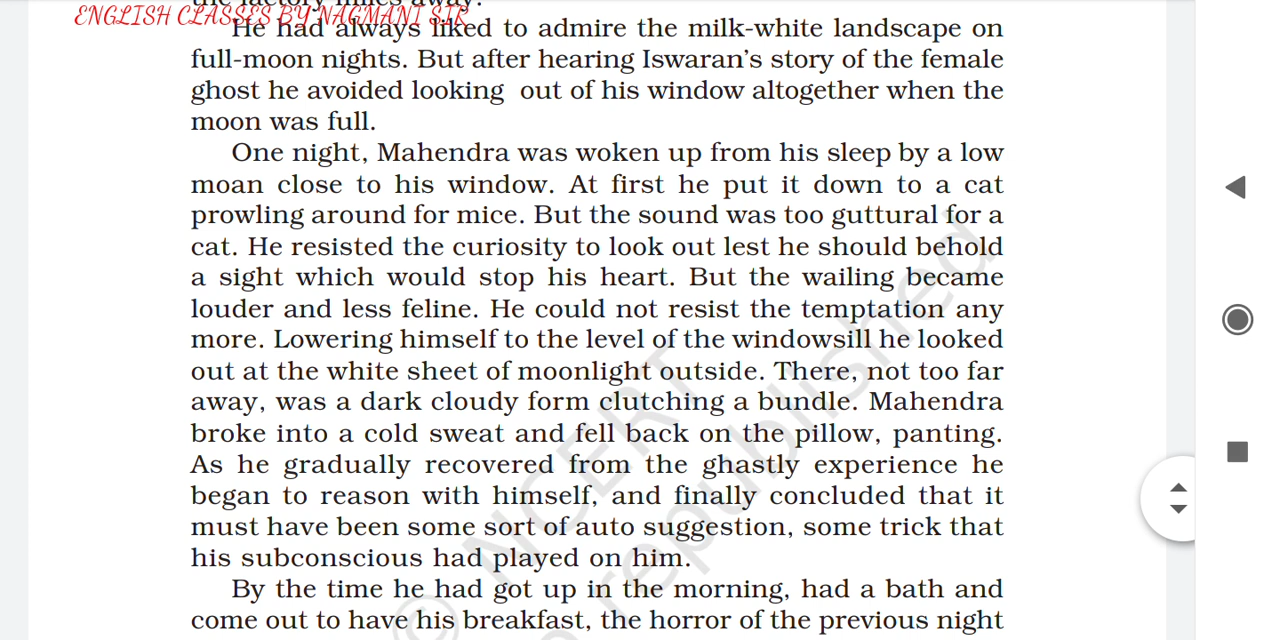 the factory miles away.
ENGLISH CLASSES BY NAGMANI SIR
He had always liked to admire the milk-white landscape on
full-moon nights. But after hearing Iswaran's story of the female
ghost he avoided looking out of his window altogether when the
moon was full.
One night, Mahendra was woken up from his sleep by a low
moan close to his window. At first he put it down to a cat
prowling around for mice. But the sound was too guttural for a
cat. He resisted the curiosity to look out lest he should behold
a sight which would stop his heart. But the wailing became
louder and less feline. He could not resist the temptation any
more. Lowering himself to the level of the windowsill he looked
out at the white sheet of moonlight outside. There, not too far
away, was a dark cloudy form clutching a bundle. Mahendra
broke into a cold sweat and fell back on the pillow, panting.
As he gradually recovered from the ghastly experience he
began to reason with himself, and finally concluded that it
must have been some sort of auto suggestion, some trick that
his subconscious had played on him.
By the time he had got up in the morning, had a bath and
come out to have his breakfast, the horror of the previous night
© NCERT
republished